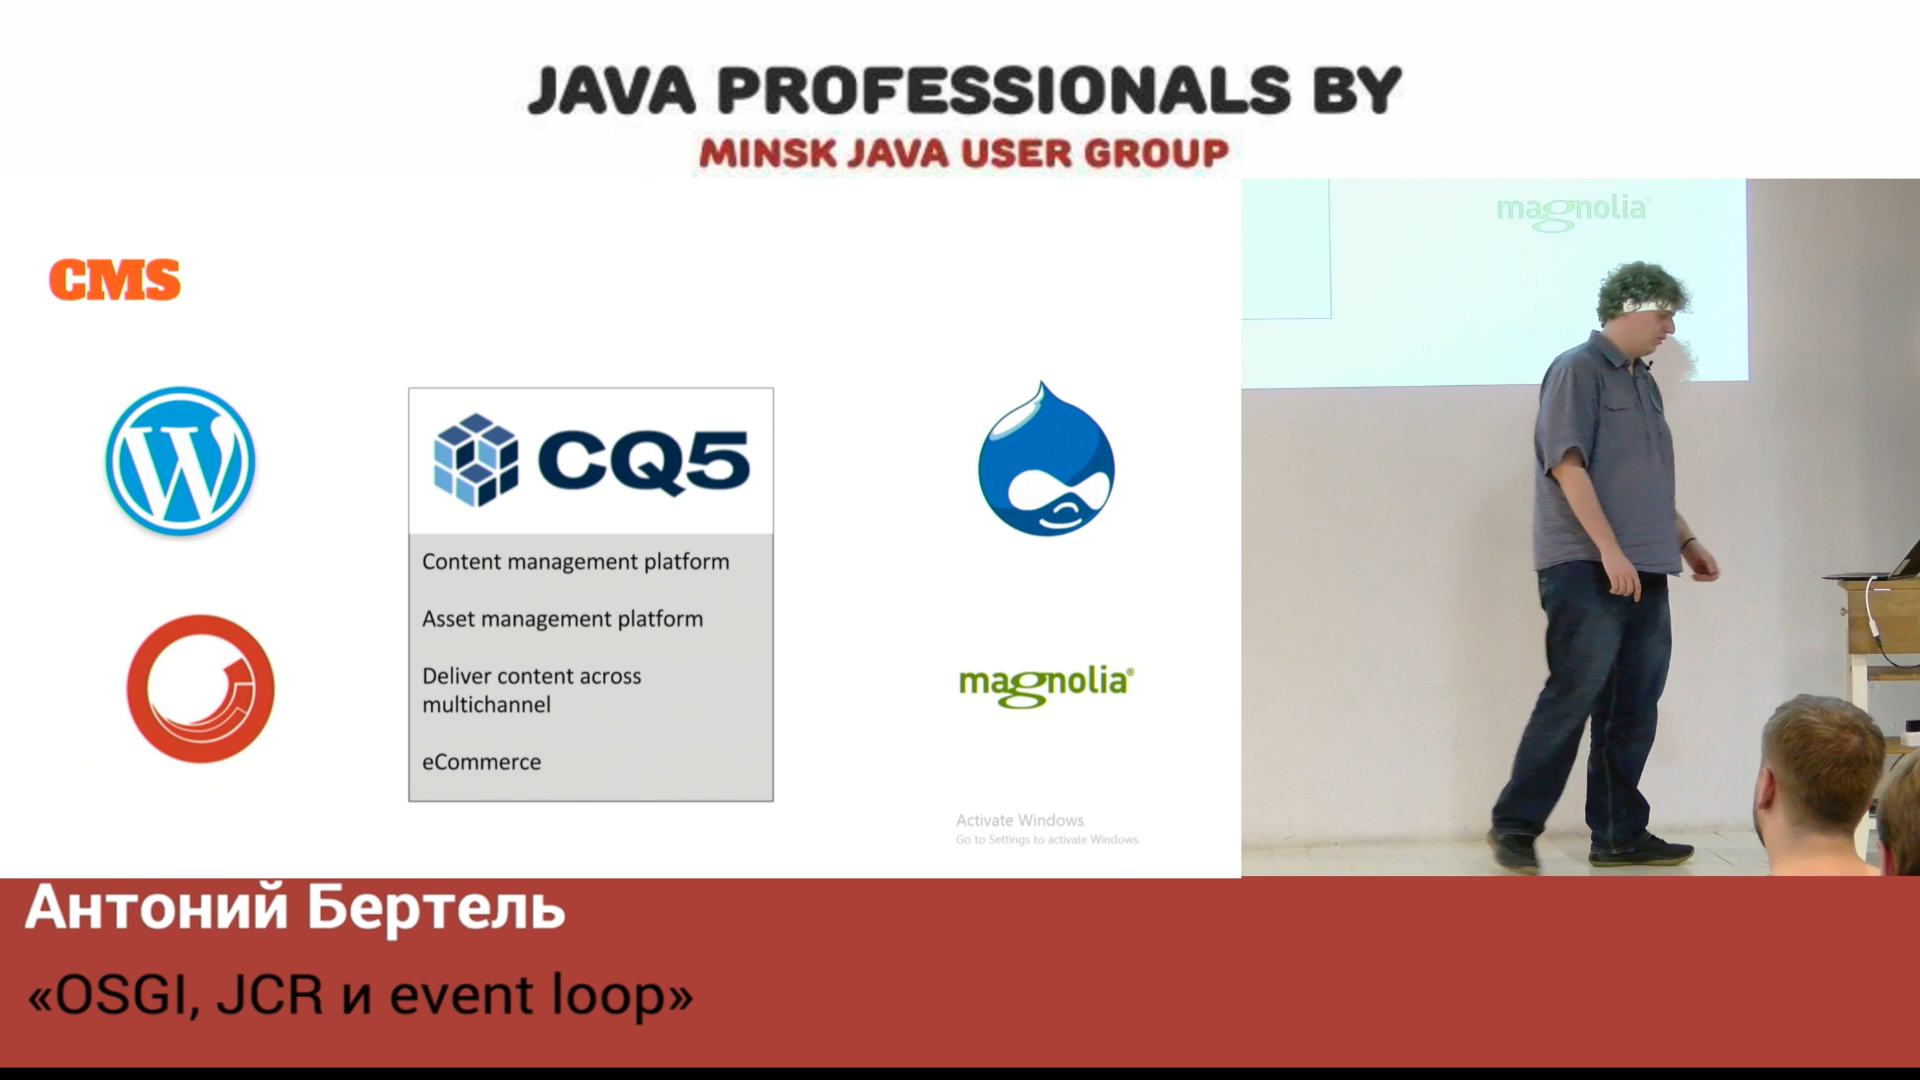 JAVA PROFESSIONALS BY
MINSK JAVA USER GROUP
CMS
CQ5
Content management platform
Asset management platform
Deliver content across
multichannel
eCommerce
magnolia®
Activate Windows
Go to Settings to activate Windows.
magnolia
Антоний Бертель
«OSGI, JCR и event loop»